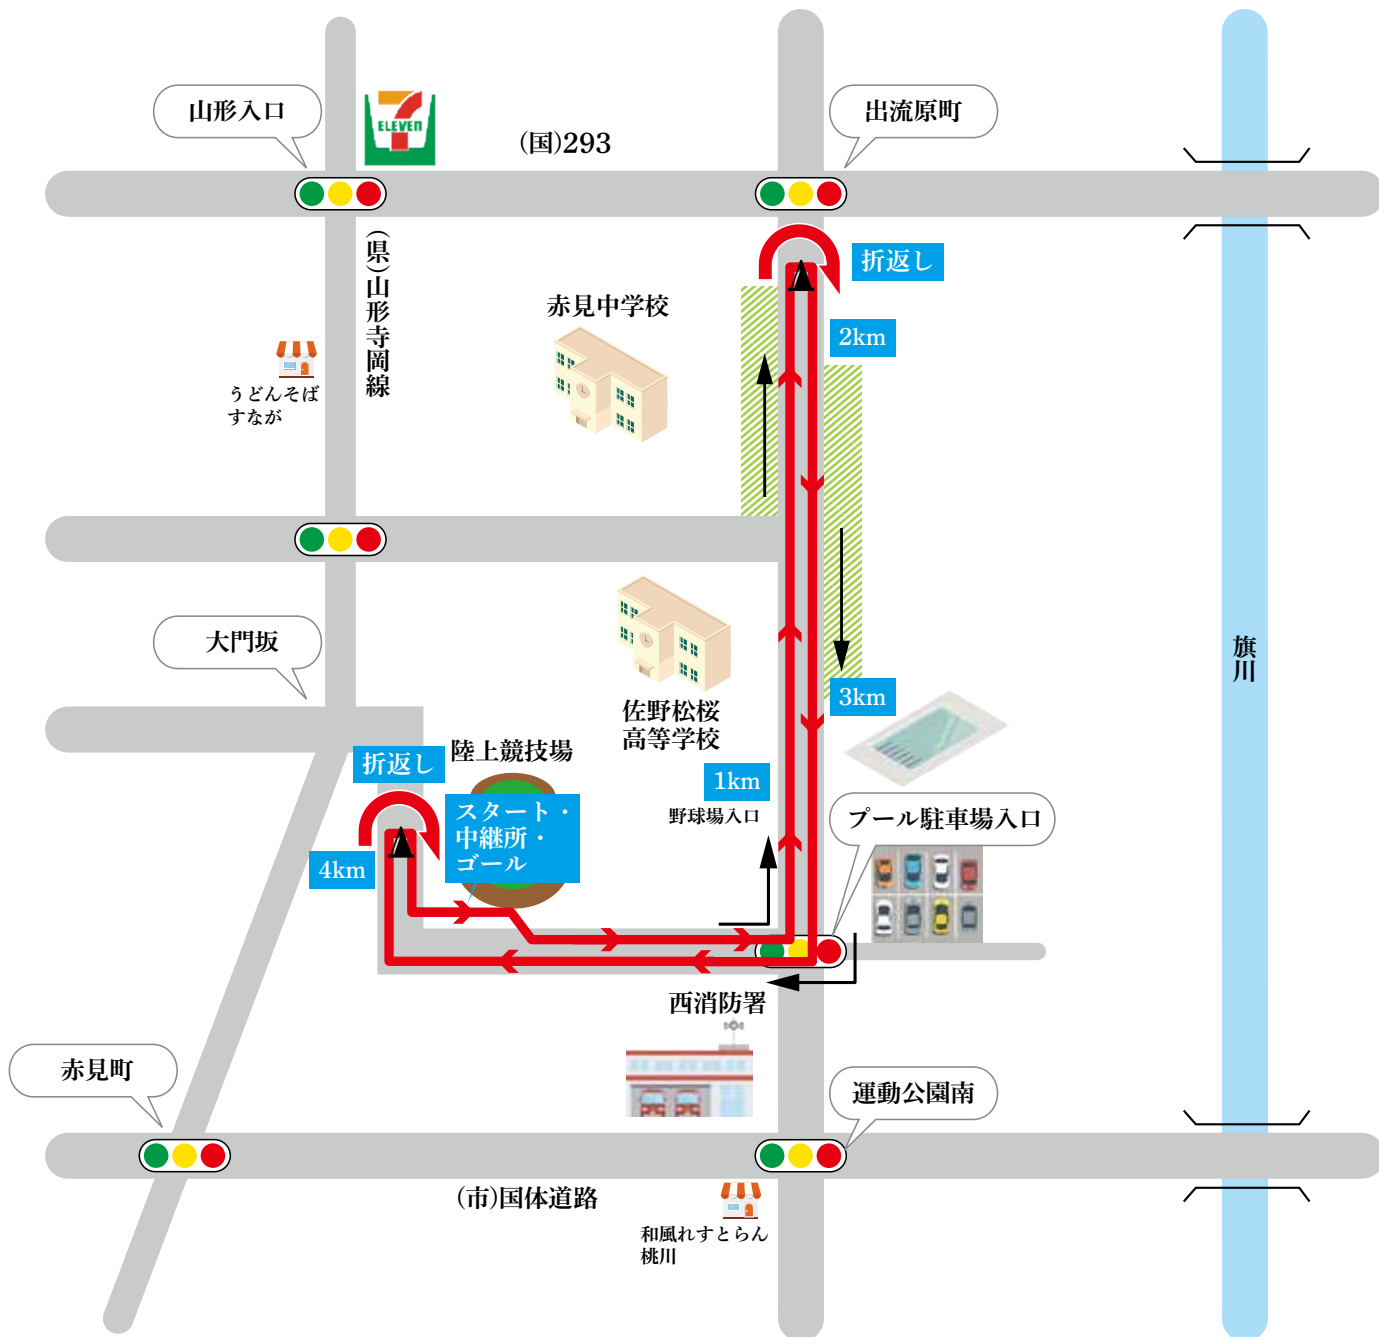 山形入口
ELEVEn
(国)293
出流原町
(県)山形寺岡線
折返し
2km
赤見中学校
うどんそば
すなが
大門坂
佐野松桜
高等学校
旗川
3km
折返し
陸上競技場
1km
野球場入口
スタート・
中継所・
ゴール
プール駐車場入口
4km
西消防署
赤見町
運動公園南
(市)国体道路
和風れすとらん
桃川